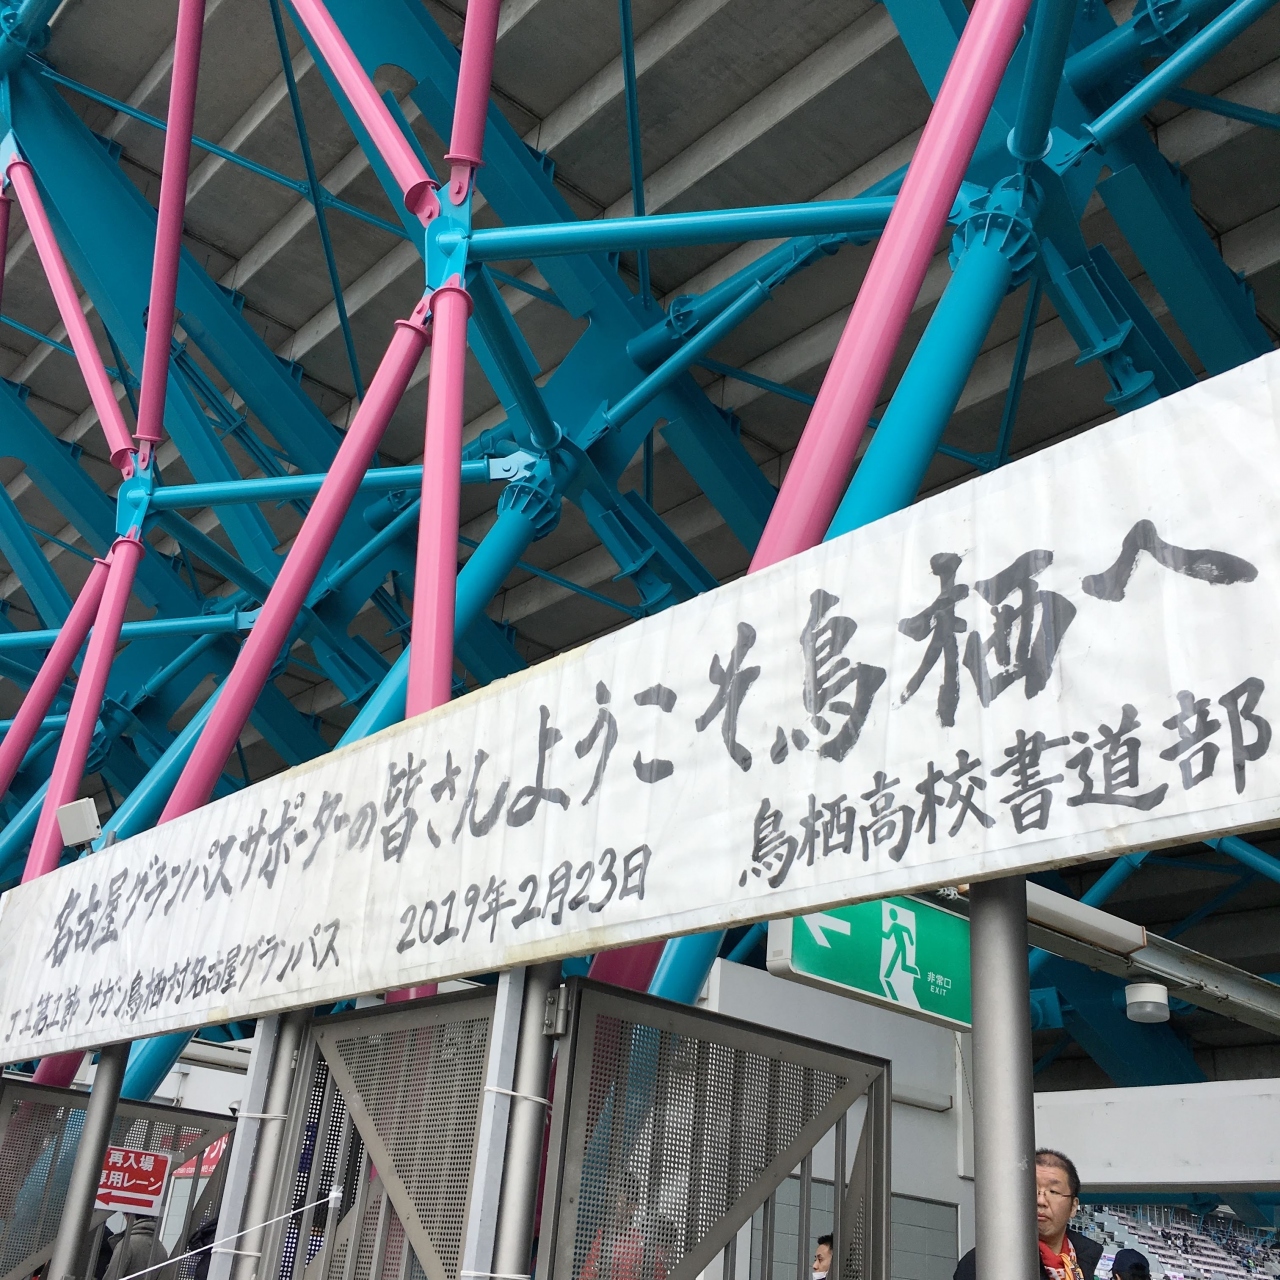 名古屋グランパスサポーターの皆さんようこそ鳥栖へ
J1第1節 サガン鳥栖対名古屋グランパス 2019年2月23日 鳥栖高校書道部
非常口
EXIT
再入場
専用レーン